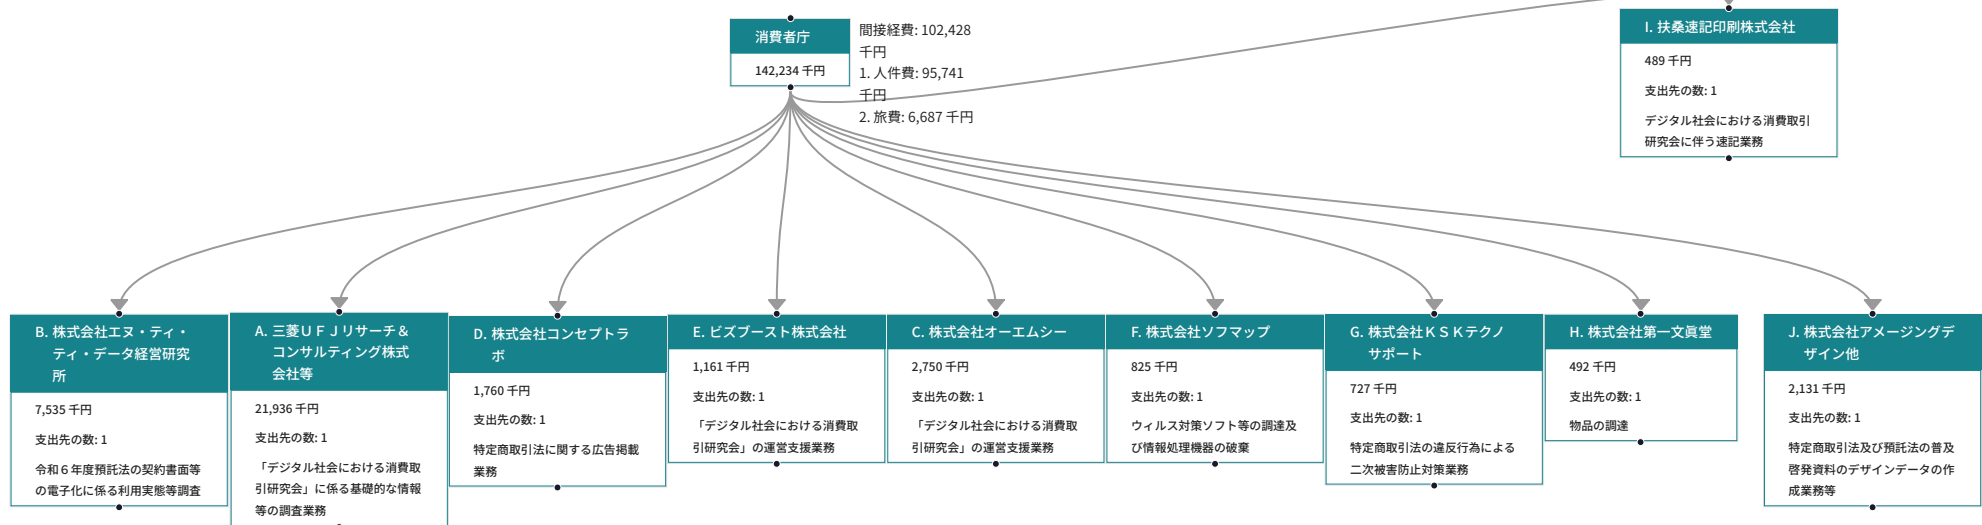 消費者庁
142,234 千円
間接経費: 102,428
千円
1. 人件費: 95,741
千円
2. 旅費: 6,687 千円
I. 扶桑速記印刷株式会社
489 千円
支出先の数: 1
デジタル社会における消費取引
研究会に伴う速記業務
B. 株式会社エヌ・ティ・
ティ・データ経営研究
所
7,535 千円
支出先の数: 1
令和６年度預託法の契約書面等
の電子化に係る利用実態等調査
A. 三菱ＵＦＪリサーチ＆
コンサルティング株式
会社等
21,936 千円
支出先の数: 1
「デジタル社会における消費取
引研究会」に係る基礎的な情報
等の調査業務
D. 株式会社コンセプトラ
ボ
1,760 千円
支出先の数: 1
特定商取引法に関する広告掲載
業務
E. ビズブースト株式会社
1,161 千円
支出先の数: 1
「デジタル社会における消費取
引研究会」の運営支援業務
C. 株式会社オーエムシー
2,750 千円
支出先の数: 1
「デジタル社会における消費取
引研究会」の運営支援業務
F. 株式会社ソフマップ
825 千円
支出先の数: 1
ウィルス対策ソフト等の調達及
び情報処理機器の破棄
G. 株式会社ＫＳＫテクノ
サポート
727 千円
支出先の数: 1
特定商取引法の違反行為による
二次被害防止対策業務
H. 株式会社第一文眞堂
492 千円
支出先の数: 1
物品の調達
J. 株式会社アメージングデ
ザイン他
2,131 千円
支出先の数: 1
特定商取引法及び預託法の普及
啓発資料のデザインデータの作
成業務等